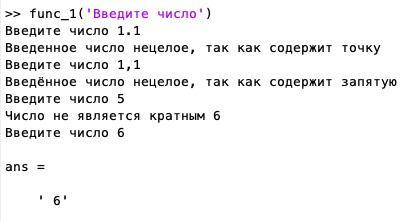 >> func_1('Введите число')
Введите число 1.1
Введенное число нецелое, так как содержит точку
Введите число 1,1
Введённое число нецелое, так как содержит запятую
Введите число 5
Число не является кратным 6
Введите число 6
ans =
' 6'